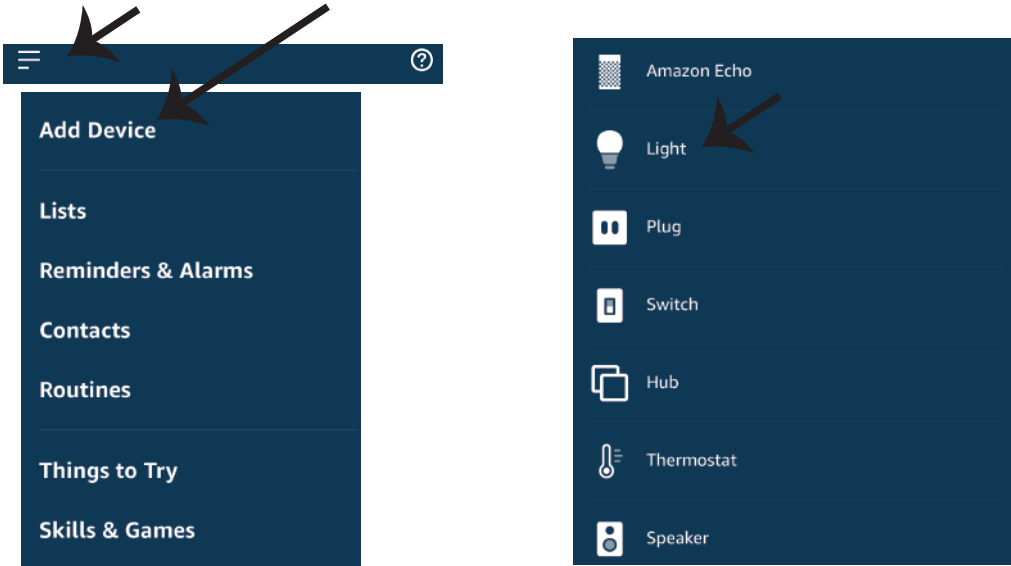 ?
Add Device
Lists
Reminders & Alarms
Contacts
Routines
Things to Try
Skills & Games
Amazon Echo
Light
Plug
Switch
Hub
Thermostat
Speaker